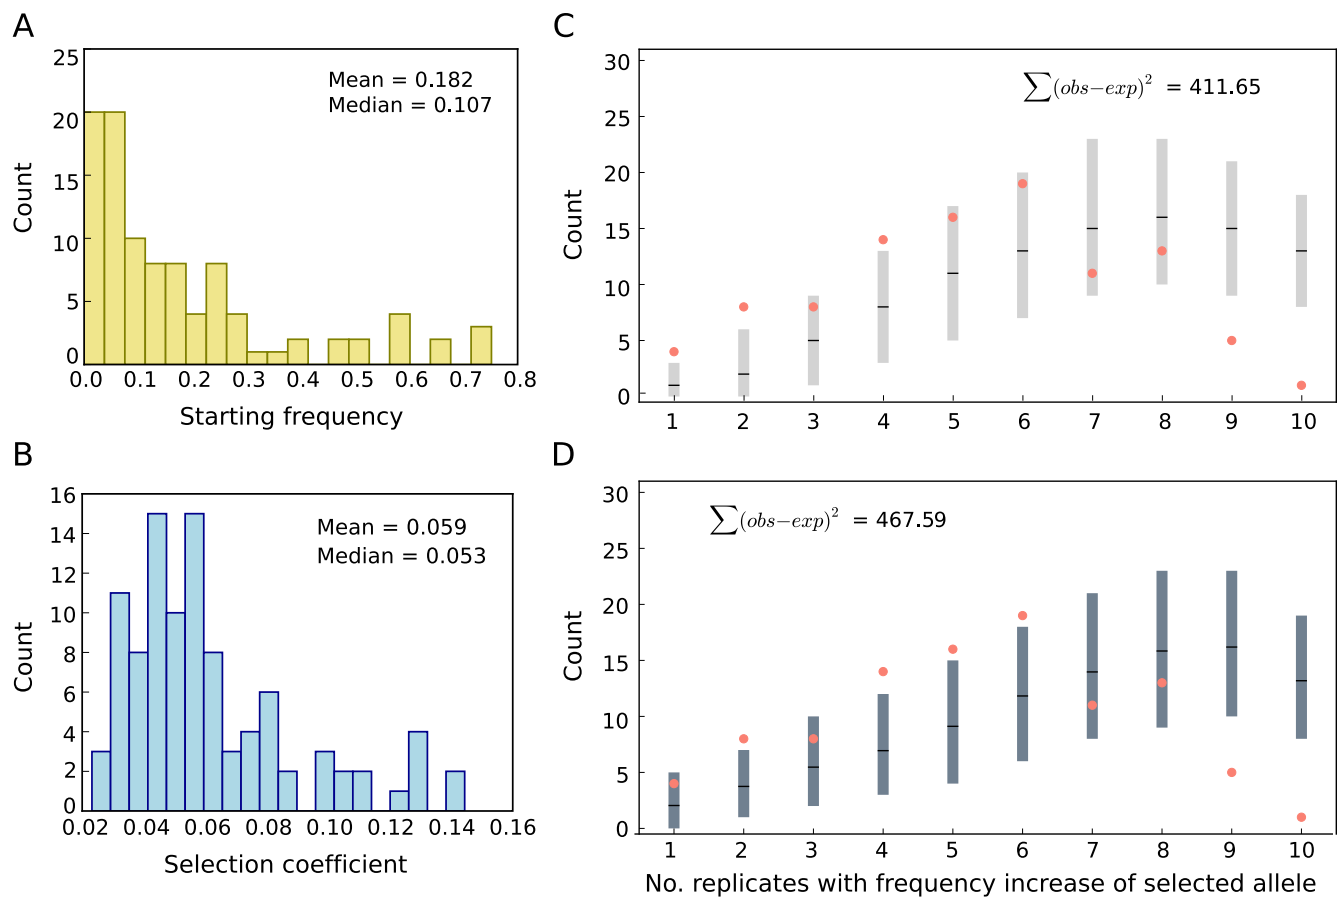 A
25
20
15
10
5
0
Count
Mean = 0.182
Median = 0.107
0.0 0.1 0.2 0.3 0.4 0.5 0.6 0.7 0.8
Starting frequency
B
16
14
12
10
8
6
4
2
0
Count
Mean = 0.059
Median = 0.053
0.02 0.04 0.06 0.08 0.10 0.12 0.14 0.16
Selection coefficient
C
30
25
20
15
10
5
0
Count
∑(obs−exp)² = 411.65
1 2 3 4 5 6 7 8 9 10
D
30
25
20
15
10
5
0
Count
∑(obs−exp)² = 467.59
1 2 3 4 5 6 7 8 9 10
No. replicates with frequency increase of selected allele